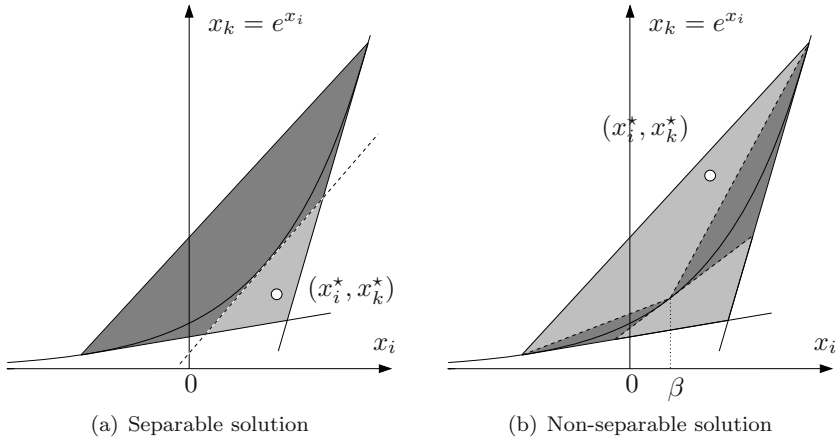 x_k = e^{x_i}
(x_i^⋆, x_k^⋆)
x_i
0
(a) Separable solution
x_k = e^{x_i}
(x_i^⋆, x_k^⋆)
x_i
0
β
(b) Non-separable solution